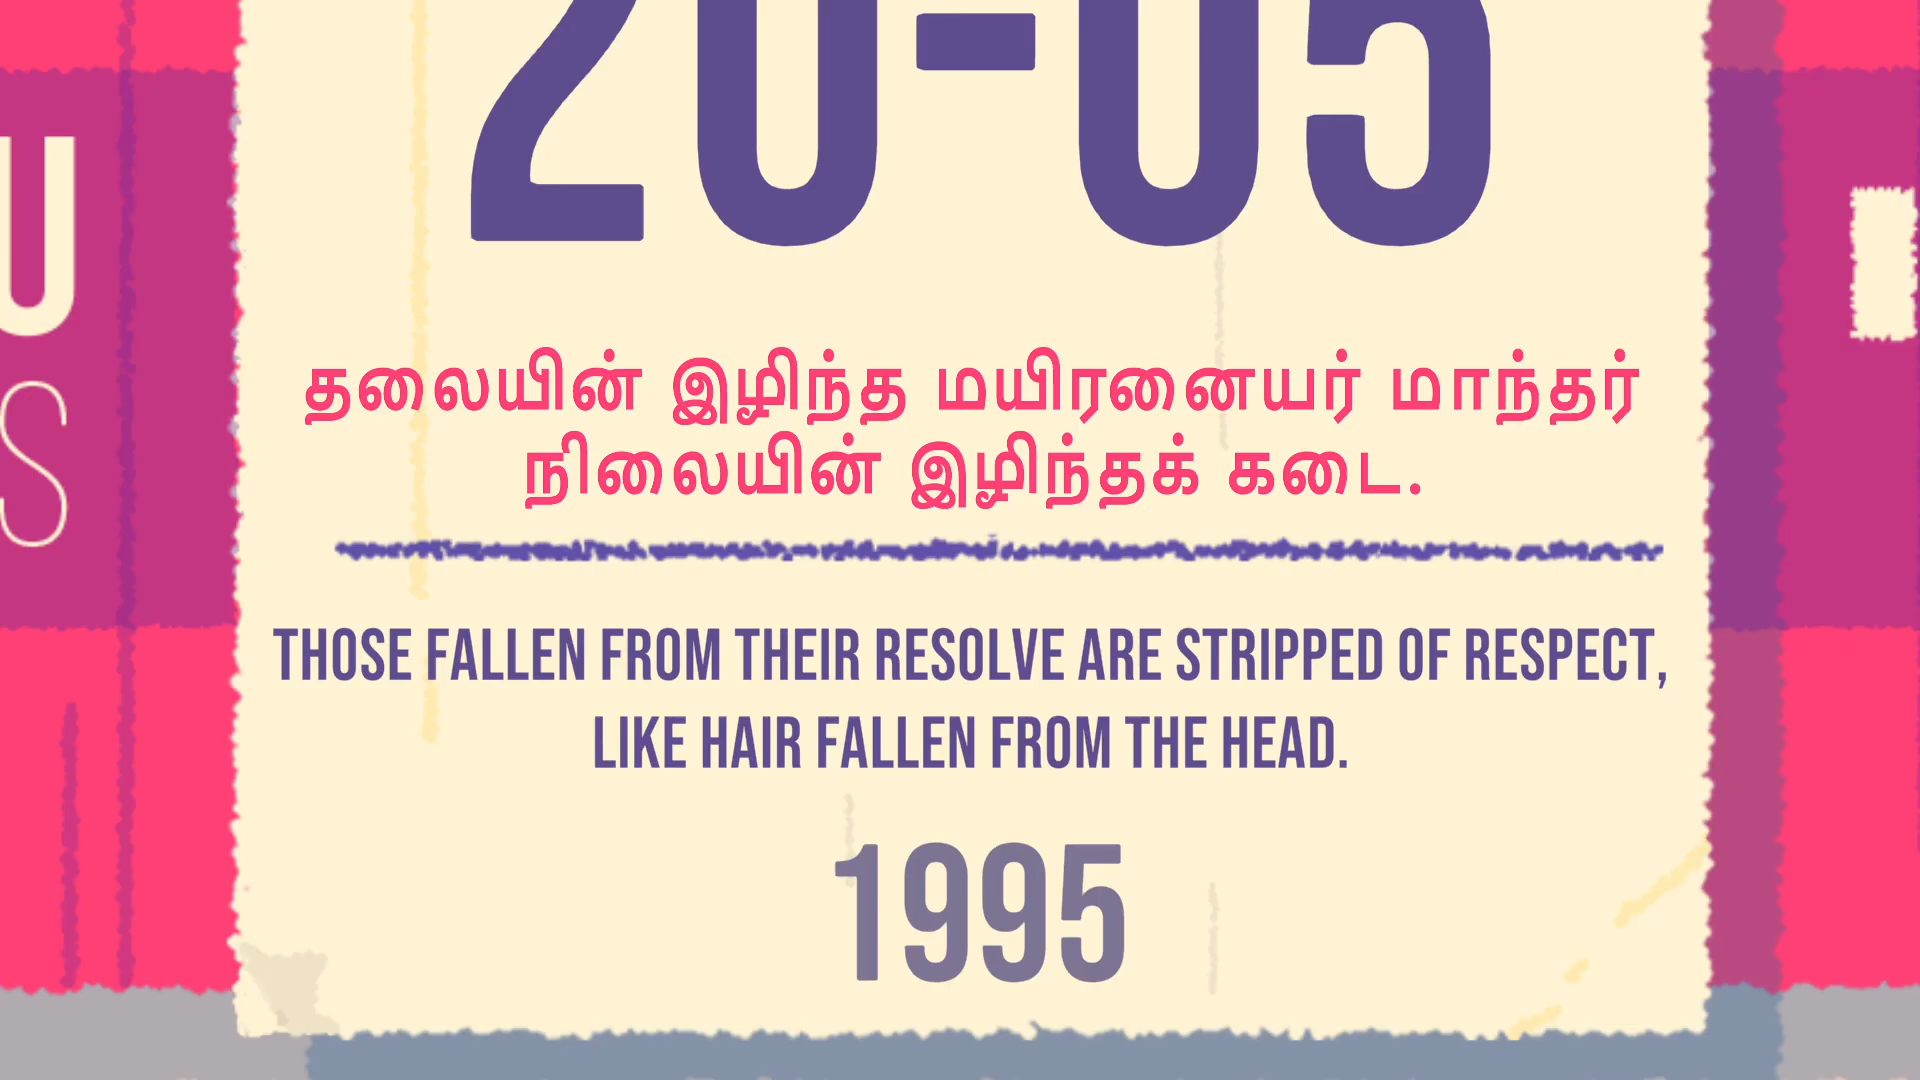 20-05
U
S
தலையின் இழிந்த மயிரனையர் மாந்தர்
நிலையின் இழிந்தக் கடை.
THOSE FALLEN FROM THEIR RESOLVE ARE STRIPPED OF RESPECT,
LIKE HAIR FALLEN FROM THE HEAD.
1995